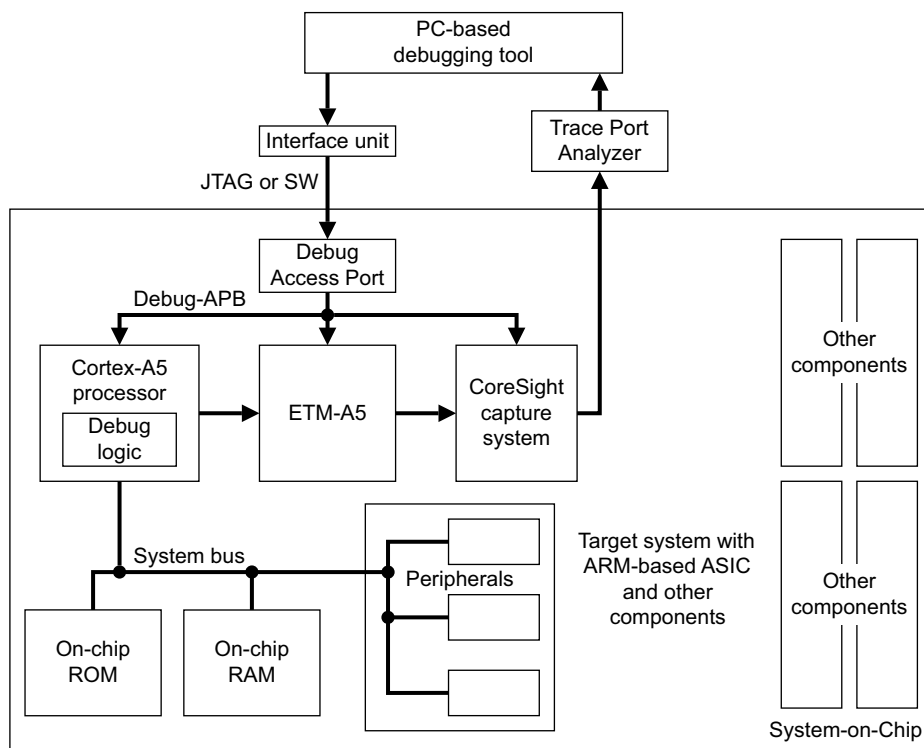 PC-based
debugging tool
Interface unit
Trace Port
Analyzer
JTAG or SW
Debug
Access Port
Debug-APB
Cortex-A5
processor
Debug
logic
ETM-A5
CoreSight
capture
system
Other
components
System bus
Peripherals
Target system with
ARM-based ASIC
and other
components
Other
components
On-chip
ROM
On-chip
RAM
System-on-Chip